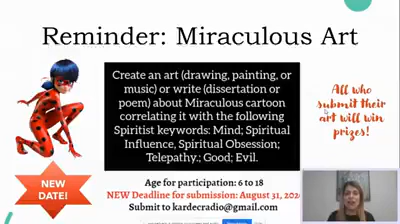 Reminder: Miraculous Art
Create an art (drawing, painting, or
music) or write (dissertation or
poem) about Miraculous cartoon
correlating it with the following
Spiritist keywords: Mind; Spiritual
Influence, Spiritual Obsession;
Telepathy,; Good; Evil.
All who
submit their
art will win
prizes!
NEW
DATE!
Age for participation: 6 to 18
NEW Deadline for submission: August 31,
Submit to kardecradio@gmail.com